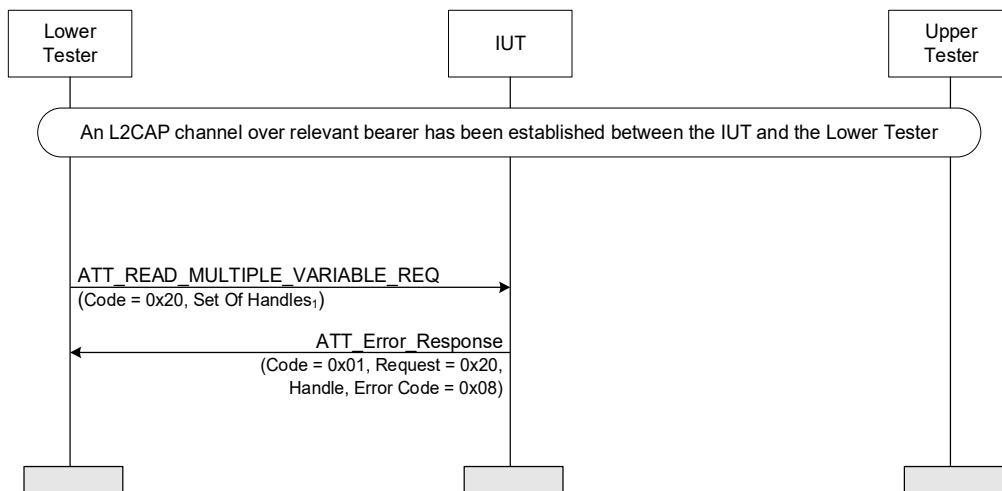 Lower
Tester
IUT
Upper
Tester
An L2CAP channel over relevant bearer has been established between the IUT and the Lower Tester
ATT_READ_MULTIPLE_VARIABLE_REQ
(Code = 0x20, Set Of Handles₁)
ATT_Error_Response
(Code = 0x01, Request = 0x20,
Handle, Error Code = 0x08)